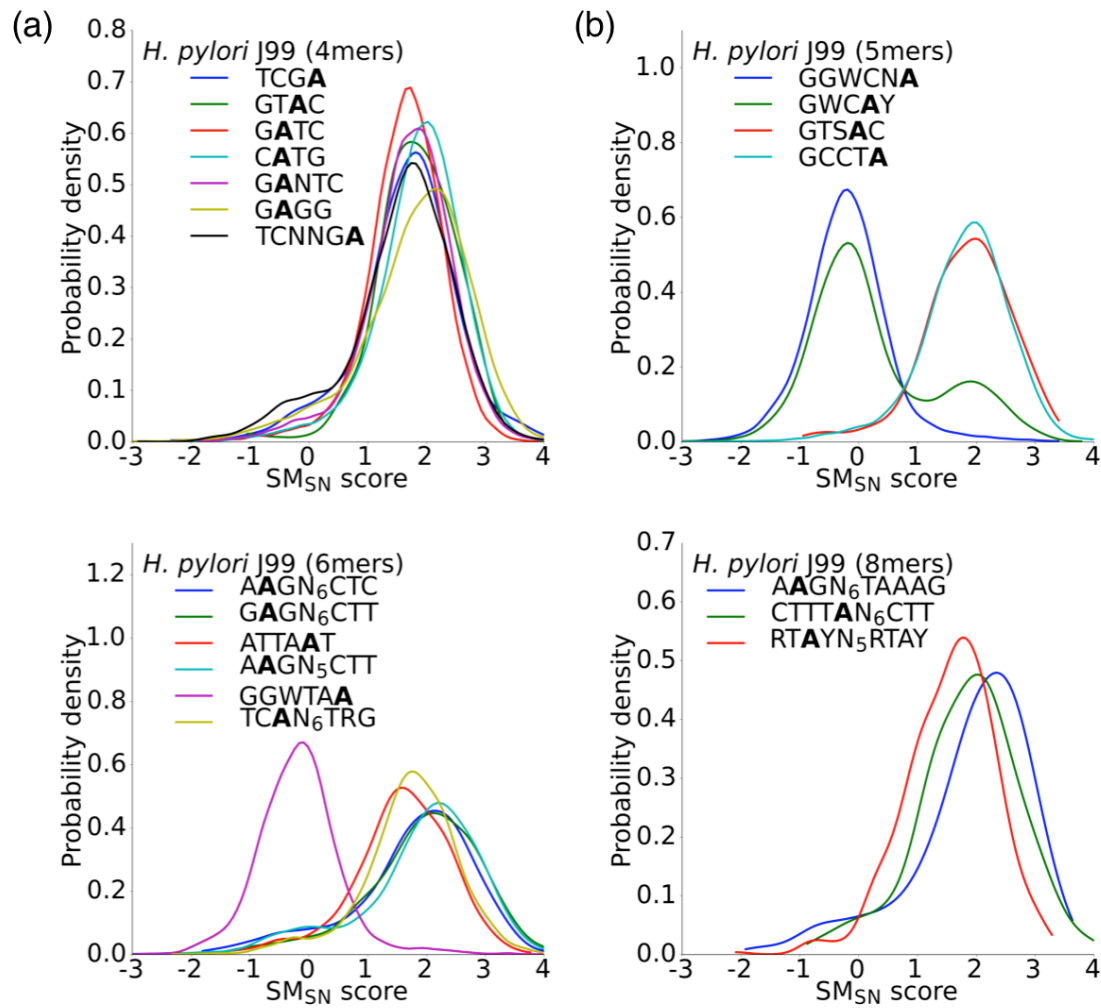 (a)
0.8
H. pylori J99 (4mers)
TCGA
GTAC
GATC
CATG
GANTC
GAGG
TCNNGA
0.7
0.6
0.5
0.4
0.3
0.2
0.1
0.0
Probability density
-3 -2 -1 0 1 2 3 4
SMSN score
(b)
H. pylori J99 (5mers)
GGWCNA
GWCAY
GTSAC
GCCTA
1.0
0.8
0.6
0.4
0.2
0.0
Probability density
-3 -2 -1 0 1 2 3 4
SMSN score
H. pylori J99 (6mers)
AAGN6CTC
GAGN6CTT
ATTAAT
AAGN5CTT
GGWTAA
TCAN6TRG
1.2
1.0
0.8
0.6
0.4
0.2
0.0
Probability density
-3 -2 -1 0 1 2 3 4
SMSN score
0.7
H. pylori J99 (8mers)
AAGN6TAAAG
CTTTAN6CTT
RTAYN5RTAY
0.6
0.5
0.4
0.3
0.2
0.1
0.0
Probability density
-3 -2 -1 0 1 2 3 4
SMSN score